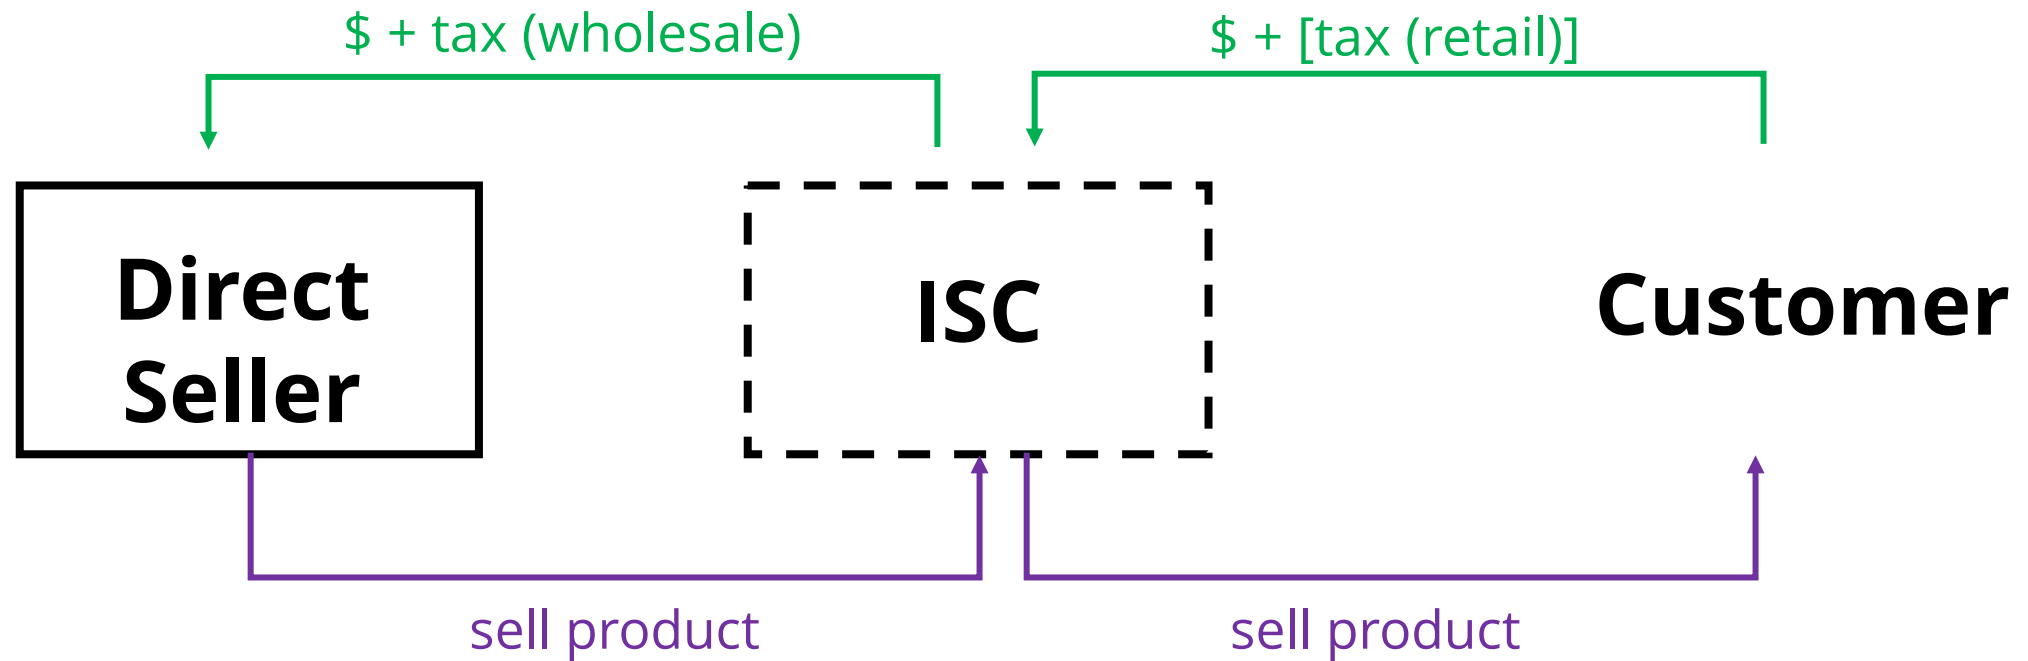 $ + tax (wholesale)
$ + [tax (retail)]
Direct
Seller
ISC
Customer
sell product
sell product